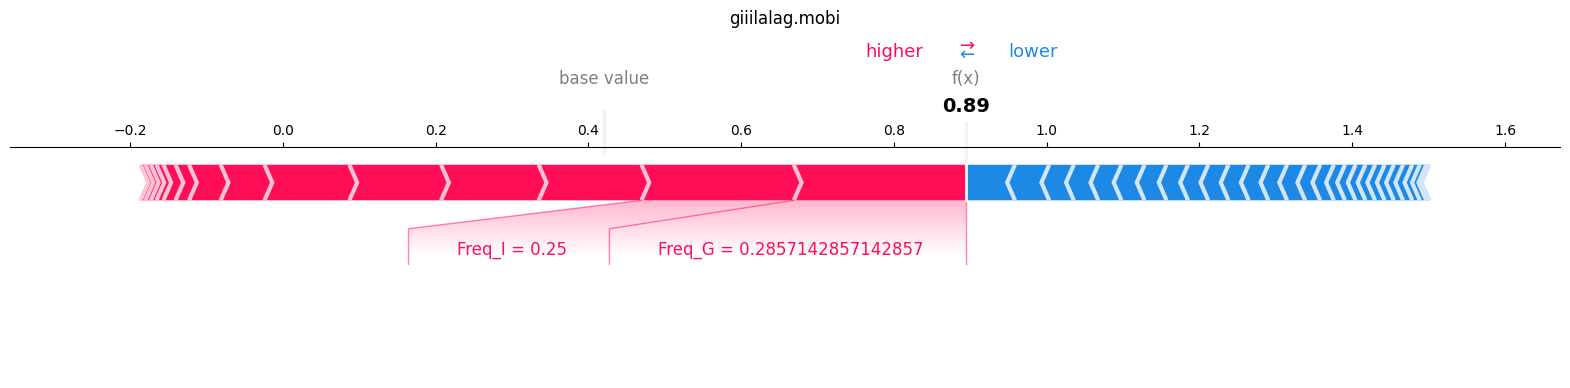 giiilalag.mobi
higher ⇄ lower
base value f(x)
0.89
−0.2 0.0 0.2 0.4 0.6 0.8 1.0 1.2 1.4 1.6
Freq_I = 0.25 Freq_G = 0.2857142857142857